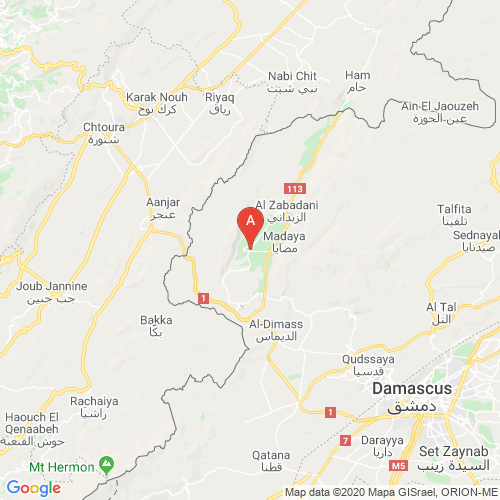 Ham
حام
Nabi Chit
نبي شيت
Karak Nouh
كرك نوح
Riyaq
رياق
Ain-El Jaouzeh
عين-الجوزة
Chtoura
شتورة
113
Aanjar
عنجر
Al Zabadani
الزبداني
A
Talfita
تلفيتا
Madaya
مضايا
Sednayah
صيدنايا
Joub Jannine
جب جنين
1
Al Tal
التل
Bakka
بكا
Al-Dimass
الديماس
Qudssaya
قدسيا
Damascus
دمشق
Rachaiya
راشيا
Haouch El
Qenaabeh
حوش القنعبة
1
7
Darayya
داريا
Set Zaynab
السيدة زينب
Qatana
قطنا
M5
Mt Hermon
Google
Map data ©2020 Mapa GISrael, ORION-ME